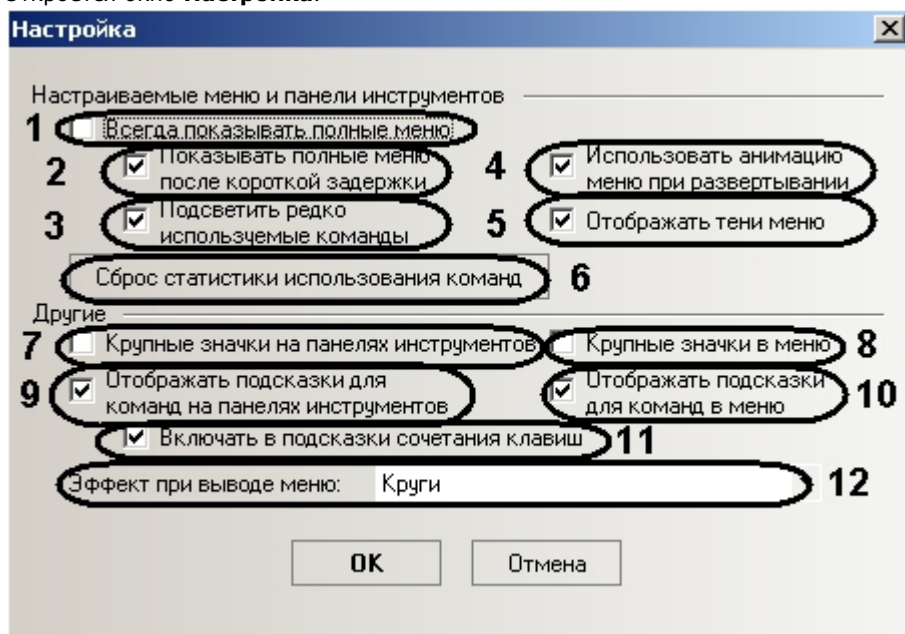 Откроется окно Настройка.
Настройка
Настраиваемые меню и панели инструментов
1 Всегда показывать полные меню
2 Показывать полные меню после короткой задержки
4 Использовать анимацию меню при развертывании
3 Подсветить редко используемые команды
5 Отображать тени меню
Сброс статистики использования команд 6
Другие
7 Крупные значки на панелях инструментов
Крупные значки в меню 8
9 Отображать подсказки для команд на панелях инструментов
Отображать подсказки для команд в меню 10
Включать в подсказки сочетания клавиш 11
Эффект при выводе меню: Круги 12
OK Отмена